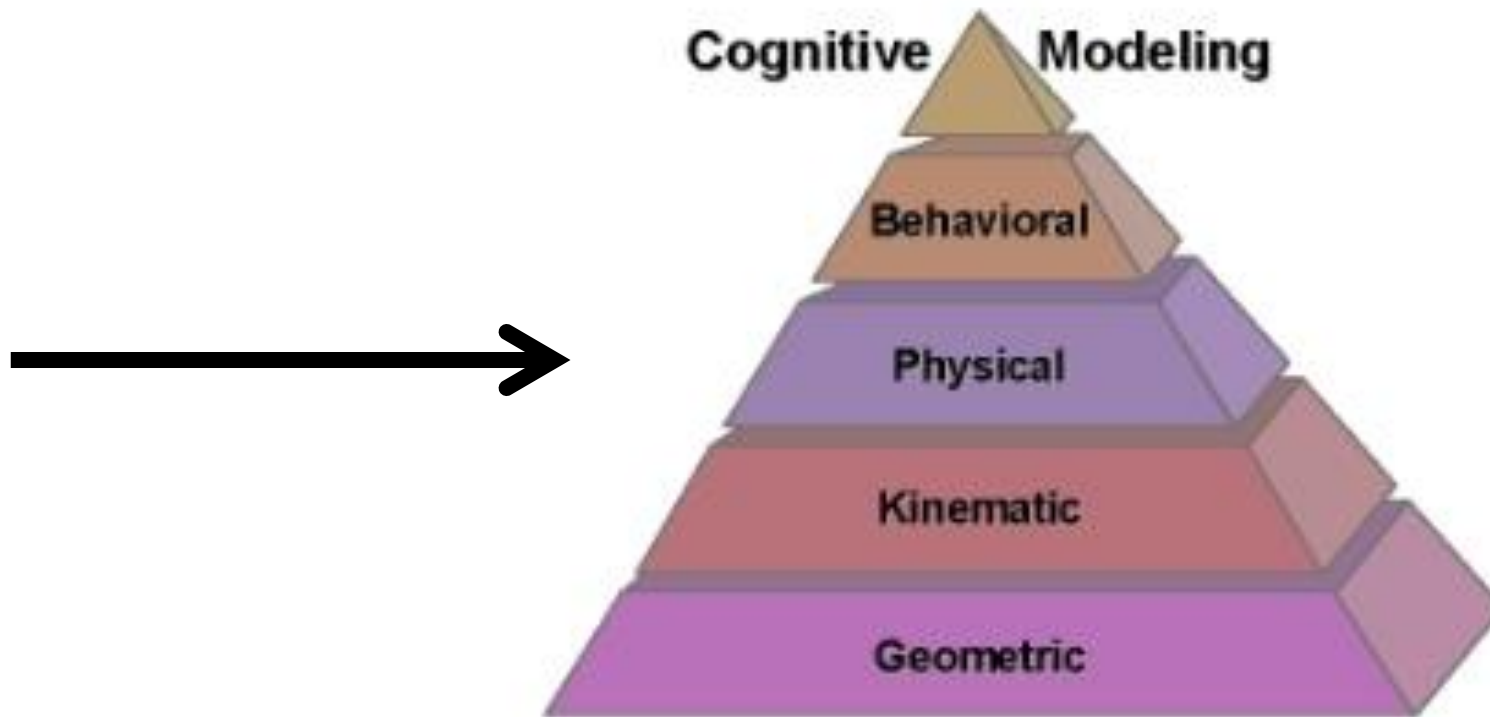 Cognitive Modeling
Behavioral
Physical
Kinematic
Geometric